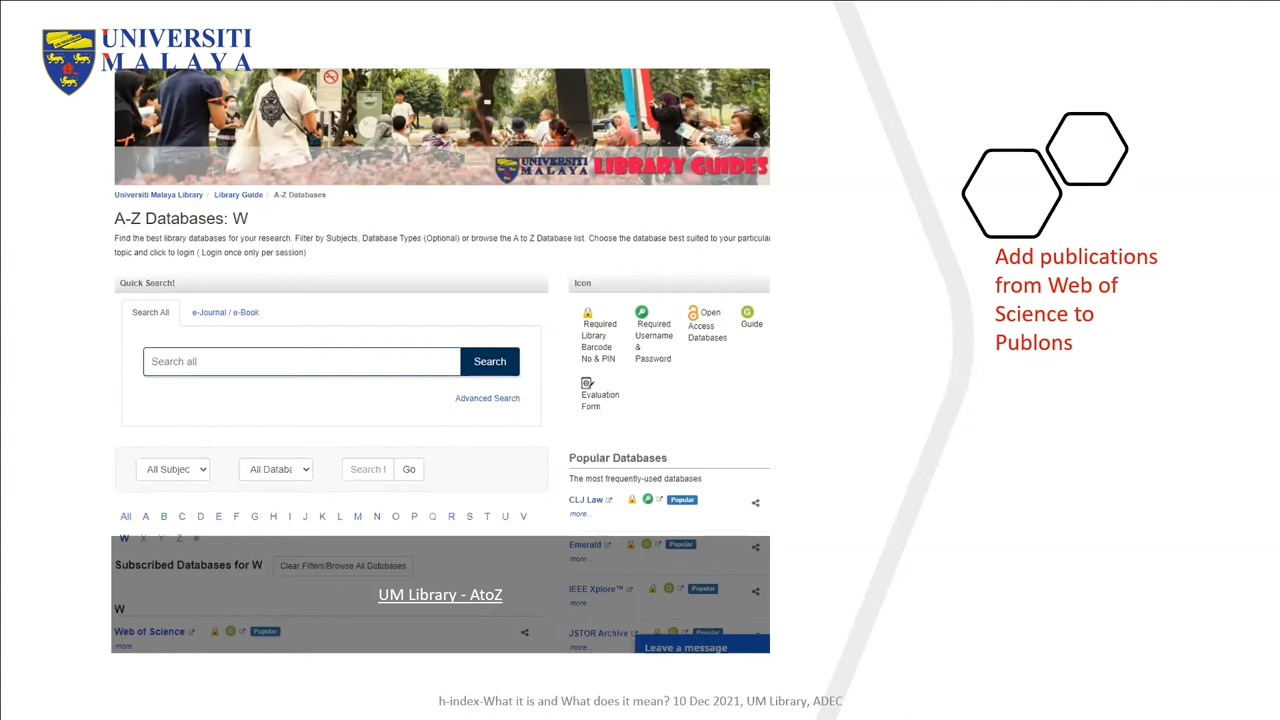 UNIVERSITI
MALAYA
UNIVERSITI
MALAYA
LIBRARY GUIDES
Universiti Malaya Library / Library Guide / A-Z Databases
A-Z Databases: W
Find the best library databases for your research. Filter by Subjects, Database Types (Optional) or browse the A to Z Database list. Choose the database best suited to your particular
topic and click to login ( Login once only per session)
Quick Search!
Search All
e-Journal / e-Book
Search all
Search
Advanced Search
All Subjec
All Databa
Search f
Go
All A B C D E F G H I J K L M N O P Q R S T U V
W X Y Z #
Subscribed Databases for W
Clear Filters/Browse All Databases
UM Library - AtoZ
W
Web of Science
Popular
more..
Icon
Required
Library
Barcode
No & PIN
Required
Username
&
Password
Open
Access
Databases
Guide
Evaluation
Form
Popular Databases
The most frequently-used databases
CLJ Law
Popular
more...
Emerald
Popular
more...
IEEE Xplore™
Popular
more...
JSTOR Archive
Popular
more...
Leave a message
Add publications
from Web of
Science to
Publons
h-index-What it is and What does it mean? 10 Dec 2021, UM Library, ADEC